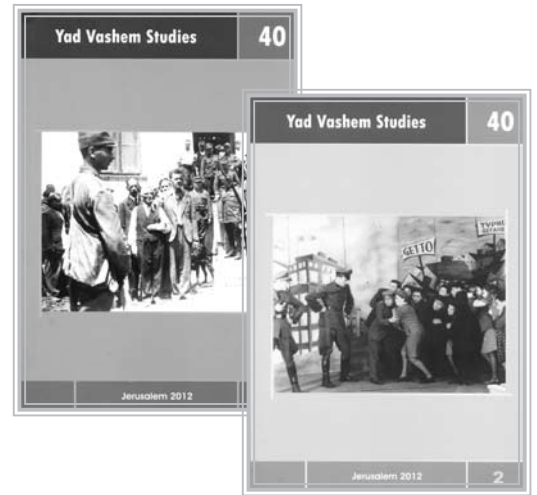 Yad Vashem Studies 40
Jerusalem 2012
Yad Vashem Studies 40
GETTO
Jerusalem 2012 2